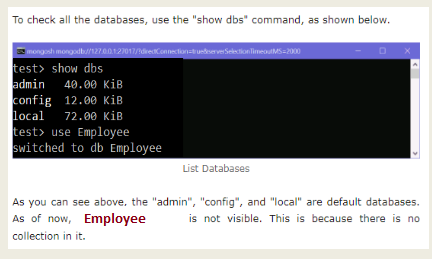 To check all the databases, use the "show dbs" command, as shown below.
mongosh mongodb://127.0.0.1:27017/?directConnection=true&serverSelectionTimeoutMS=2000
test> show dbs
admin 40.00 KiB
config 12.00 KiB
local 72.00 KiB
test> use Employee
switched to db Employee
List Databases
As you can see above, the "admin", "config", and "local" are default databases.
As of now, Employee is not visible. This is because there is no
collection in it.